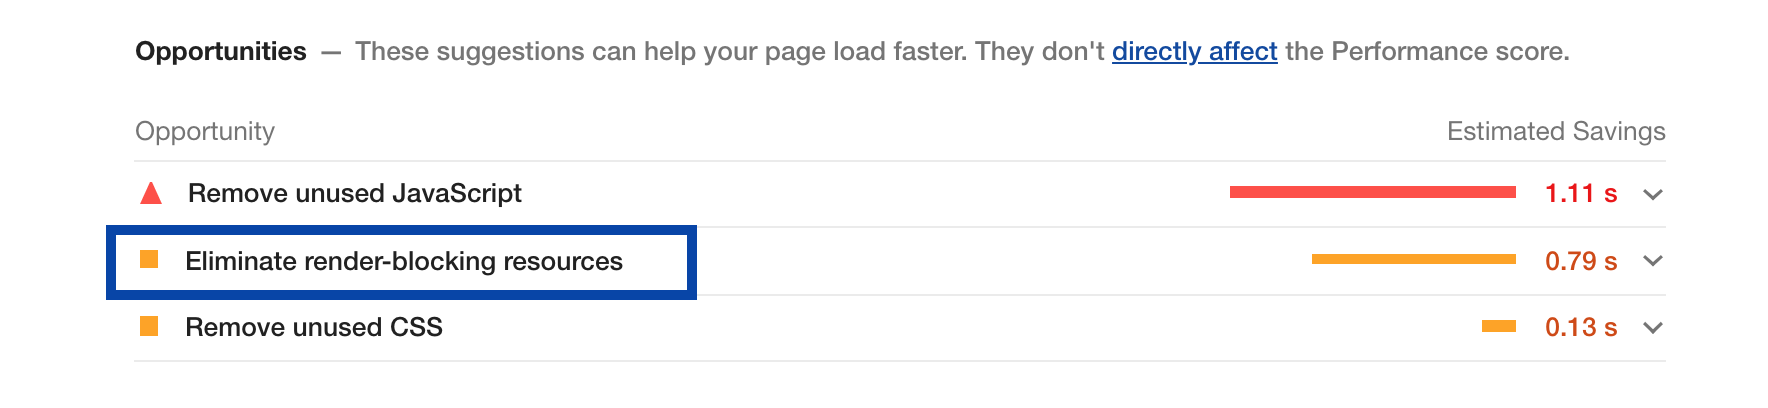 Opportunities — These suggestions can help your page load faster. They don't directly affect the Performance score.
Opportunity Estimated Savings
Remove unused JavaScript 1.11 s
Eliminate render-blocking resources 0.79 s
Remove unused CSS 0.13 s